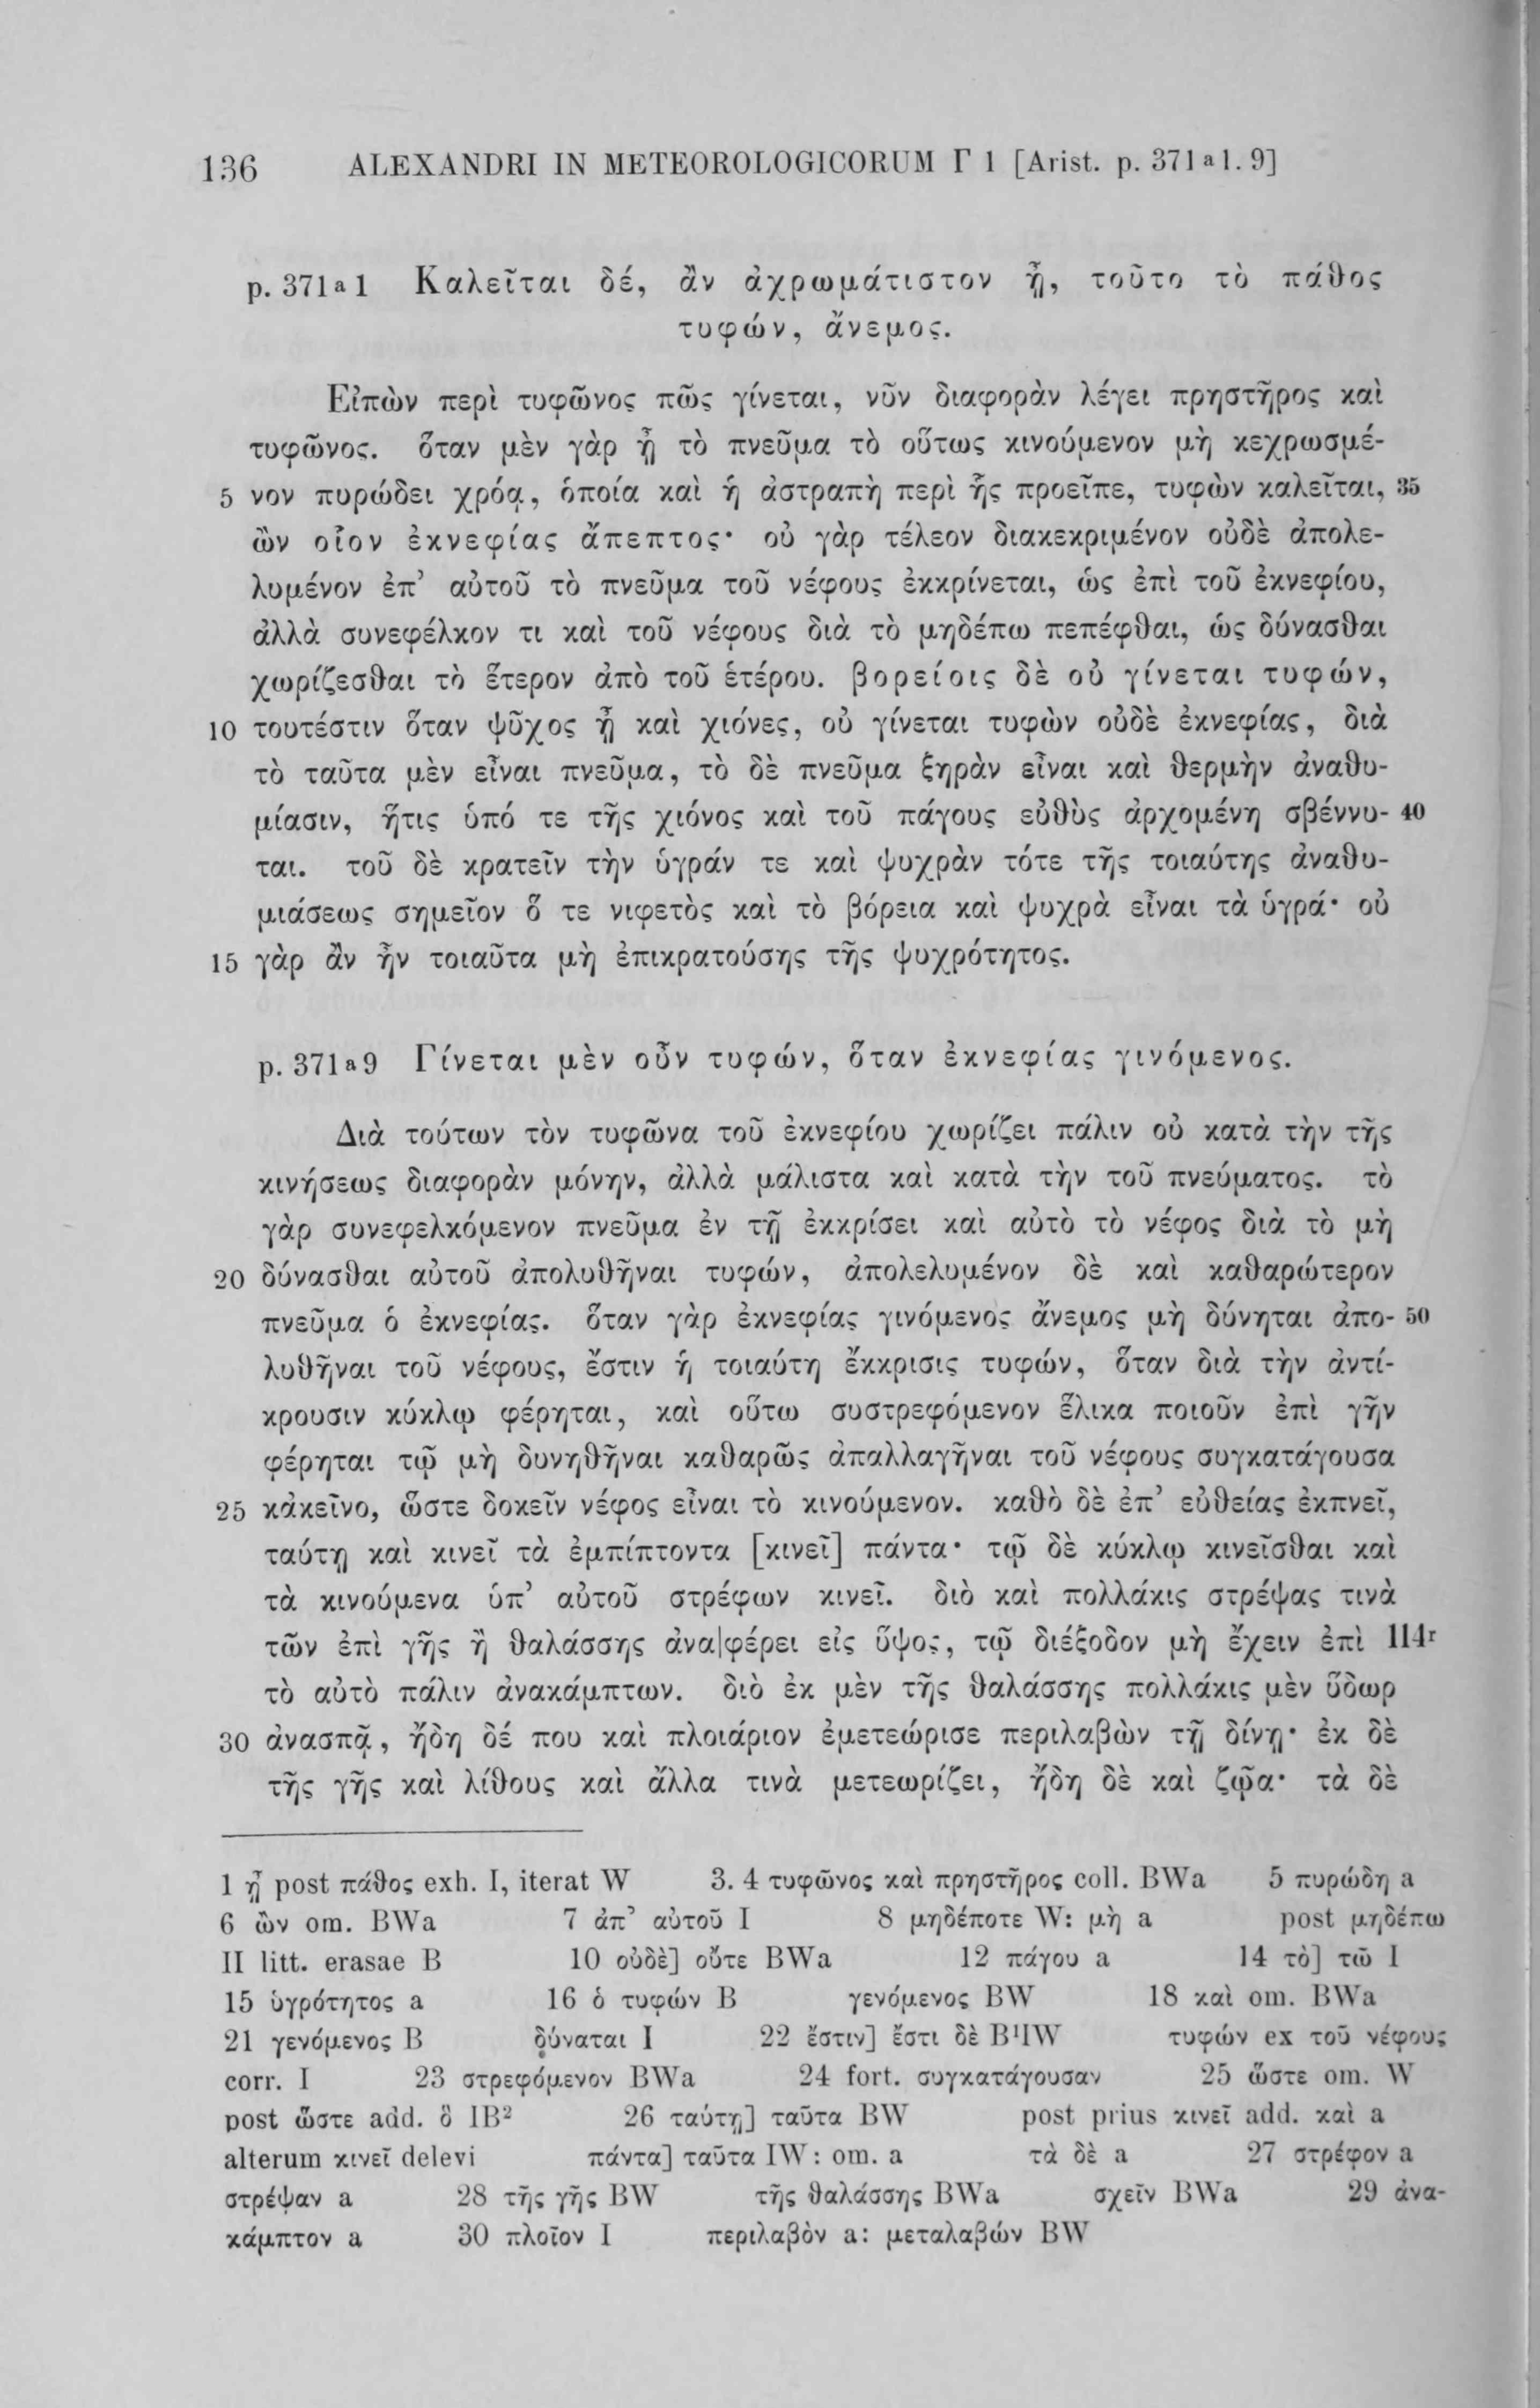 136 ALEXANDRI IN METEOROLOGICORUM Γ 1 [Arist. p. 371 a 1. 9]
p. 371 a 1 Καλεῖται δέ, ἂν ἀχρωμάτιστον ᾖ, τοῦτο τὸ πάθος
τυφών, ἄνεμος.
Εἰπὼν περὶ τυφῶνος πῶς γίνεται, νῦν διαφορὰν λέγει πρηστῆρος καὶ
τυφῶνος. ὅταν μὲν γὰρ ᾖ τὸ πνεῦμα τὸ οὕτως κινούμενον μὴ κεχρωσμέ-
5 νον πυρώδει χρόᾳ, ὁποία καὶ ἡ ἀστραπὴ περὶ ἧς προεῖπε, τυφὼν καλεῖται, 35
ὢν οἷον ἐκνεφίας ἄπεπτος· οὐ γὰρ τέλεον διακεκριμένον οὐδὲ ἀπολε-
λυμένον ἐπ’ αὐτοῦ τὸ πνεῦμα τοῦ νέφους ἐκκρίνεται, ὡς ἐπὶ τοῦ ἐκνεφίου,
ἀλλὰ συνεφέλκον τι καὶ τοῦ νέφους διὰ τὸ μηδέπω πεπέφθαι, ὡς δύνασθαι
χωρίζεσθαι τὸ ἕτερον ἀπὸ τοῦ ἑτέρου. βορείοις δὲ οὐ γίνεται τυφών,
10 τουτέστιν ὅταν ψῦχος ᾖ καὶ χιόνες, οὐ γίνεται τυφὼν οὐδὲ ἐκνεφίας, διὰ
τὸ ταῦτα μὲν εἶναι πνεῦμα, τὸ δὲ πνεῦμα ξηρὰν εἶναι καὶ θερμὴν ἀναθυ-
μίασιν, ἥτις ὑπό τε τῆς χιόνος καὶ τοῦ πάγους εὐθὺς ἀρχομένη σβέννυ- 40
ται. τοῦ δὲ κρατεῖν τὴν ὑγράν τε καὶ ψυχρὰν τότε τῆς τοιαύτης ἀναθυ-
μιάσεως σημεῖον ὅ τε νιφετὸς καὶ τὸ βόρεια καὶ ψυχρὰ εἶναι τὰ ὑγρά· οὐ
15 γὰρ ἂν ἦν τοιαῦτα μὴ ἐπικρατούσης τῆς ψυχρότητος.
p. 371 a 9 Γίνεται μὲν οὖν τυφών, ὅταν ἐκνεφίας γινόμενος.
Διὰ τούτων τὸν τυφῶνα τοῦ ἐκνεφίου χωρίζει πάλιν οὐ κατὰ τὴν τῆς
κινήσεως διαφορὰν μόνην, ἀλλὰ μάλιστα καὶ κατὰ τὴν τοῦ πνεύματος. τὸ
γὰρ συνεφελκόμενον πνεῦμα ἐν τῇ ἐκκρίσει καὶ αὐτὸ τὸ νέφος διὰ τὸ μὴ
20 δύνασθαι αὐτοῦ ἀπολυθῆναι τυφών, ἀπολελυμένον δὲ καὶ καθαρώτερον
πνεῦμα ὁ ἐκνεφίας. ὅταν γὰρ ἐκνεφίας γινόμενος ἄνεμος μὴ δύνηται ἀπο- 50
λυθῆναι τοῦ νέφους, ἔστιν ἡ τοιαύτη ἔκκρισις τυφών, ὅταν διὰ τὴν ἀντί-
κρουσιν κύκλῳ φέρηται, καὶ οὕτω συστρεφόμενον ἕλικα ποιοῦν ἐπὶ γῆν
φέρηται τῷ μὴ δυνηθῆναι καθαρῶς ἀπαλλαγῆναι τοῦ νέφους συγκατάγουσα
25 κἀκεῖνο, ὥστε δοκεῖν νέφος εἶναι τὸ κινούμενον. καθὸ δὲ ἐπ’ εὐθείας ἐκπνεῖ,
ταύτῃ καὶ κινεῖ τὰ ἐμπίπτοντα [κινεῖ] πάντα· τῷ δὲ κύκλῳ κινεῖσθαι καὶ
τὰ κινούμενα ὑπ’ αὐτοῦ στρέφων κινεῖ. διὸ καὶ πολλάκις στρέψας τινὰ
τῶν ἐπὶ γῆς ἢ θαλάσσης ἀνα|φέρει εἰς ὕψος, τῷ διέξοδον μὴ ἔχειν ἐπὶ 114r
τὸ αὐτὸ πάλιν ἀνακάμπτων. διὸ ἐκ μὲν τῆς θαλάσσης πολλάκις μὲν ὕδωρ
30 ἀνασπᾷ, ἤδη δέ που καὶ πλοιάριον ἐμετεώρισε περιλαβὼν τῇ δίνῃ· ἐκ δὲ
τῆς γῆς καὶ λίθους καὶ ἄλλα τινὰ μετεωρίζει, ἤδη δὲ καὶ ζῷα· τὰ δὲ
1 ᾖ post πάθος exh. I, iterat W 3. 4 τυφῶνος καὶ πρηστῆρος coll. BWa 5 πυρώδη a
6 ὢν om. BWa 7 ἀπ’ αὐτοῦ I 8 μηδέποτε W: μὴ a post μηδέπω
II litt. erasae B 10 οὐδὲ] οὔτε BWa 12 πάγου a 14 τὸ] τῶ I
15 ὑγρότητος a 16 ὁ τυφών B γενόμενος BW 18 καὶ om. BWa
21 γενόμενος B δύναται I 22 ἔστιν] ἔστι δὲ B¹IW τυφών ex τοῦ νέφους
corr. I 23 στρεφόμενον BWa 24 fort. συγκατάγουσαν 25 ὥστε om. W
post ὥστε add. ὃ IB² 26 ταύτῃ] ταῦτα BW post prius κινεῖ add. καὶ a
alterum κινεῖ delevi πάντα] ταῦτα IW: om. a τὰ δὲ a 27 στρέφον a
στρέψαν a 28 τῆς γῆς BW τῆς θαλάσσης BWa σχεῖν BWa 29 ἀνα-
κάμπτον a 30 πλοῖον I περιλαβὸν a: μεταλαβών BW